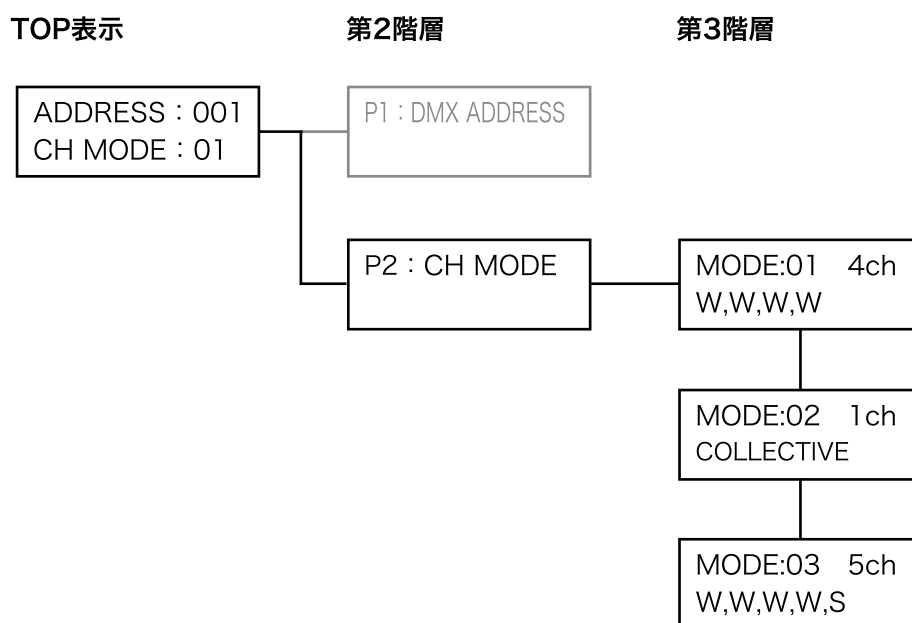 TOP表示
第2階層
第3階層
ADDRESS：001
CH MODE：01
P1：DMX ADDRESS
P2：CH MODE
MODE:01　4ch
W,W,W,W
MODE:02　1ch
COLLECTIVE
MODE:03　5ch
W,W,W,W,S